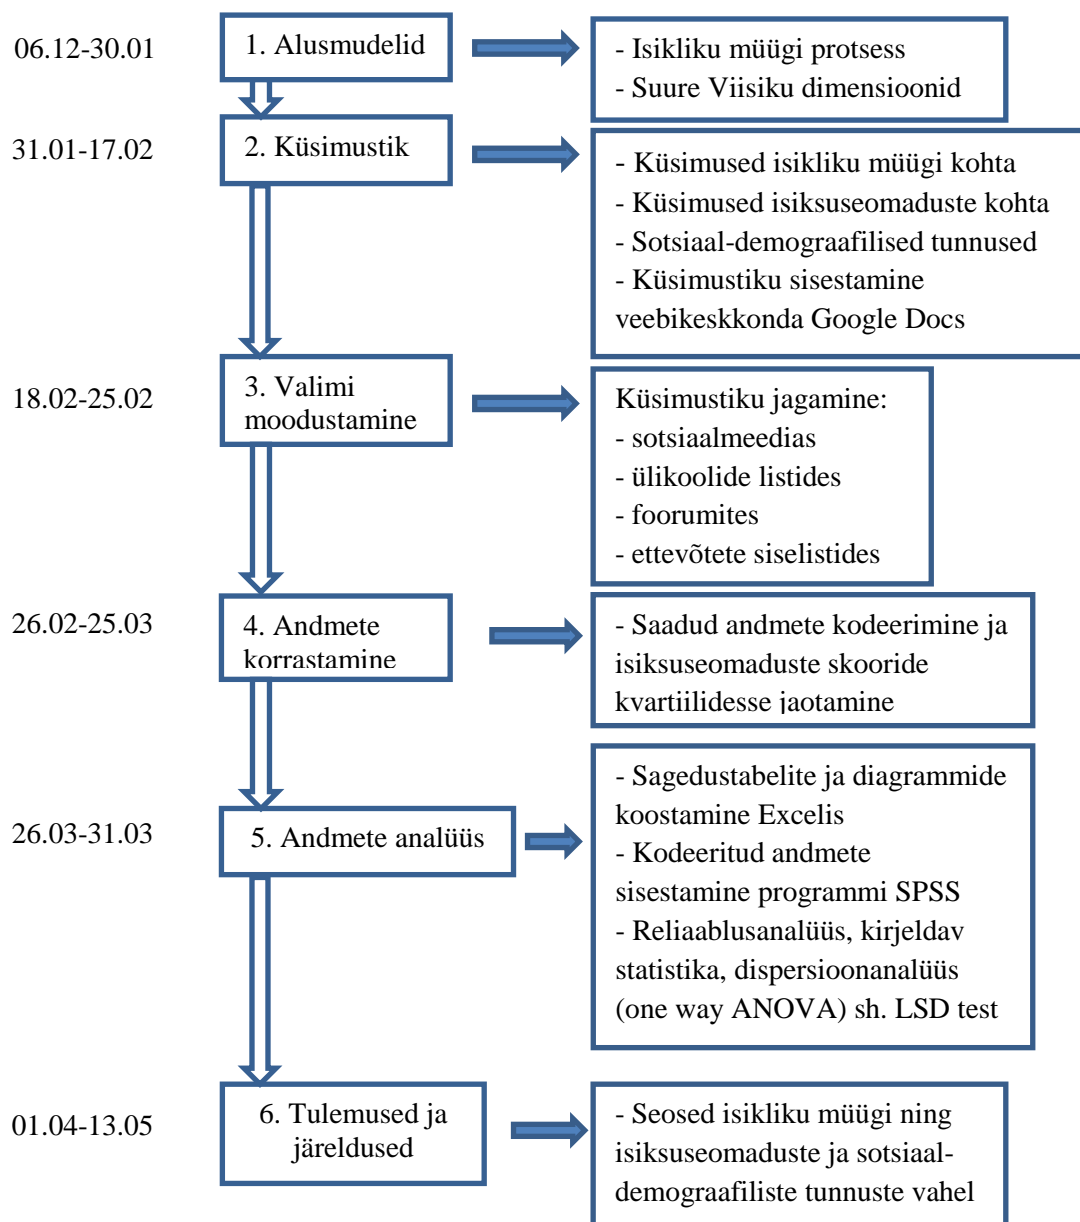 06.12-30.01
1. Alusmudelid
- Isikliku müügi protsess
- Suure Viisiku dimensioonid
31.01-17.02
2. Küsimustik
- Küsimused isikliku müügi kohta
- Küsimused isiksuseomaduste kohta
- Sotsiaal-demograafilised tunnused
- Küsimustiku sisestamine
veebikeskkonda Google Docs
18.02-25.02
3. Valimi
moodustamine
Küsimustiku jagamine:
- sotsiaalmeedias
- ülikoolide listides
- foorumites
- ettevõtete siselistides
26.02-25.03
4. Andmete
korrastamine
- Saadud andmete kodeerimine ja
isiksuseomaduste skooride
kvartiilidesse jaotamine
26.03-31.03
5. Andmete analüüs
- Sagedustabelite ja diagrammide
koostamine Excelis
- Kodeeritud andmete
sisestamine programmi SPSS
- Reliaablusanalüüs, kirjeldav
statistika, dispersioonanalüüs
(one way ANOVA) sh. LSD test
01.04-13.05
6. Tulemused ja
järeldused
- Seosed isikliku müügi ning
isiksuseomaduste ja sotsiaal-
demograafiliste tunnuste vahel